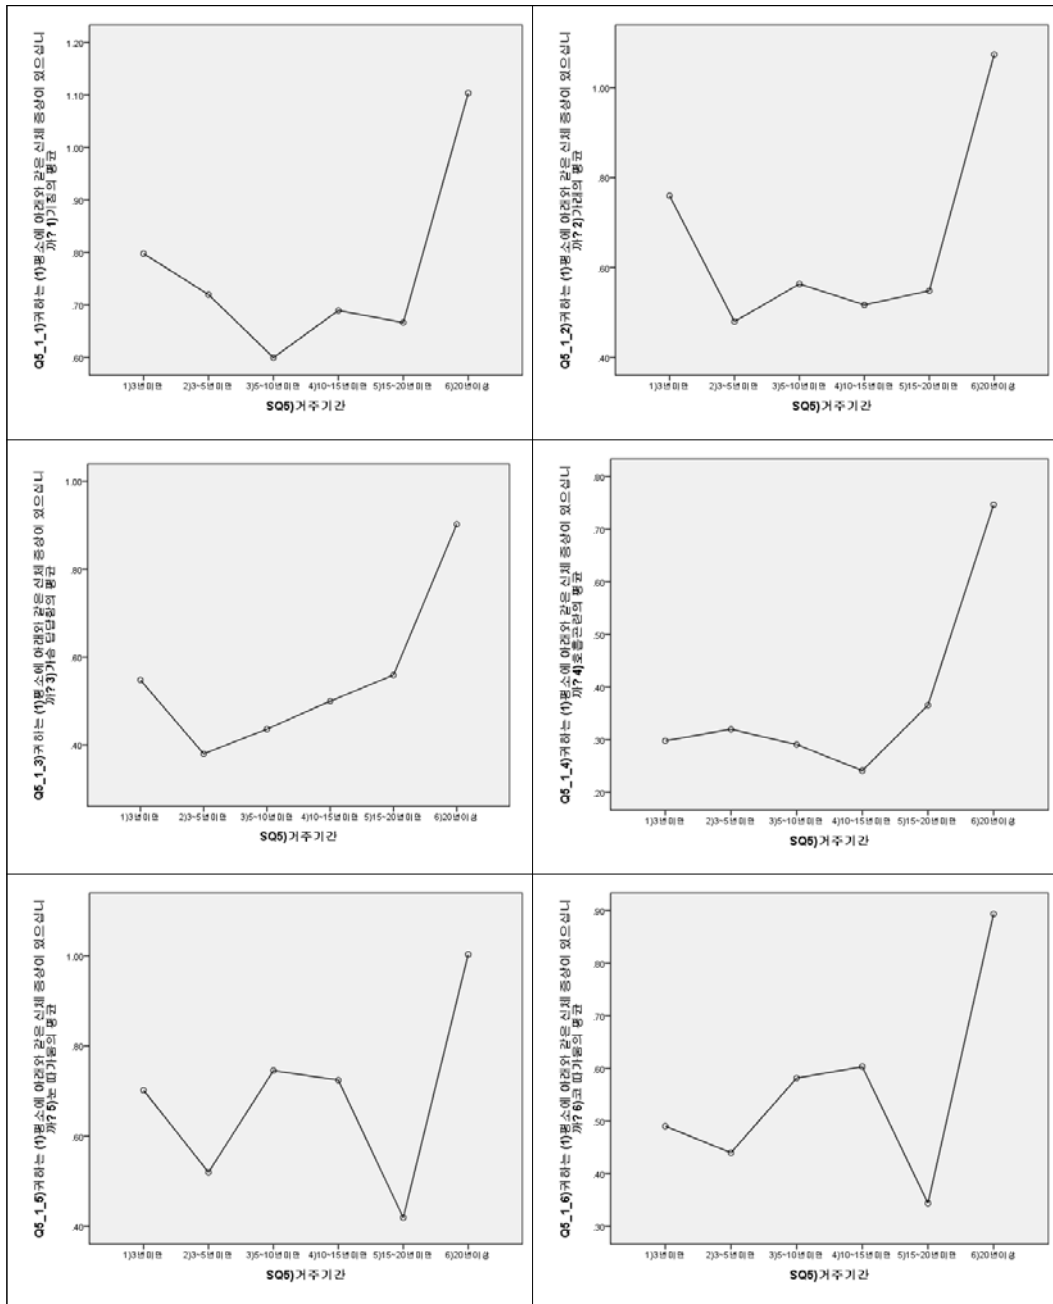 Q5_1_1)귀하는 (1)평소에 아래와 같은 신체 증상이 있으십니
까? 1)기침의 평균
1.20
1.10
1.00
.90
.80
.70
.60
1)3년미만 2)3~5년미만 3)5~10년미만 4)10~15년미만 5)15~20년미만 6)20년이상
SQ5)거주기간
Q5_1_2)귀하는 (1)평소에 아래와 같은 신체 증상이 있으십니
까? 2)가래의 평균
1.00
.80
.60
.40
1)3년미만 2)3~5년미만 3)5~10년미만 4)10~15년미만 5)15~20년미만 6)20년이상
SQ5)거주기간
Q5_1_3)귀하는 (1)평소에 아래와 같은 신체 증상이 있으십니
까? 3)가슴 답답함의 평균
1.00
.80
.60
.40
1)3년미만 2)3~5년미만 3)5~10년미만 4)10~15년미만 5)15~20년미만 6)20년이상
SQ5)거주기간
Q5_1_4)귀하는 (1)평소에 아래와 같은 신체 증상이 있으십니
까? 4)호흡곤란의 평균
.80
.70
.60
.50
.40
.30
.20
1)3년미만 2)3~5년미만 3)5~10년미만 4)10~15년미만 5)15~20년미만 6)20년이상
SQ5)거주기간
Q5_1_5)귀하는 (1)평소에 아래와 같은 신체 증상이 있으십니
까? 5)눈 따가움의 평균
1.00
.80
.60
.40
1)3년미만 2)3~5년미만 3)5~10년미만 4)10~15년미만 5)15~20년미만 6)20년이상
SQ5)거주기간
Q5_1_6)귀하는 (1)평소에 아래와 같은 신체 증상이 있으십니
까? 6)코 따가움의 평균
.90
.80
.70
.60
.50
.40
.30
1)3년미만 2)3~5년미만 3)5~10년미만 4)10~15년미만 5)15~20년미만 6)20년이상
SQ5)거주기간